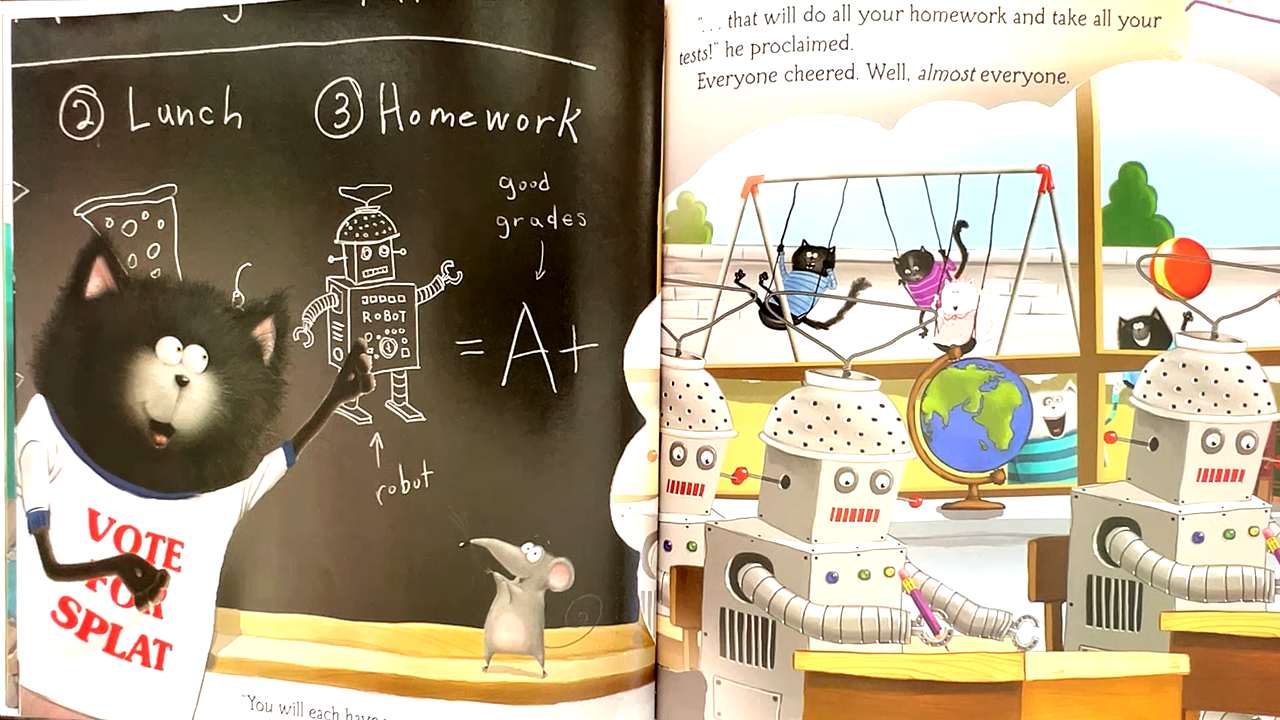 ② Lunch
③ Homework
good
grades
ROBOT
= A+
robot
VOTE
FOR
SPLAT
"You will each have
". . . that will do all your homework and take all your
tests!" he proclaimed.
Everyone cheered. Well, almost everyone.